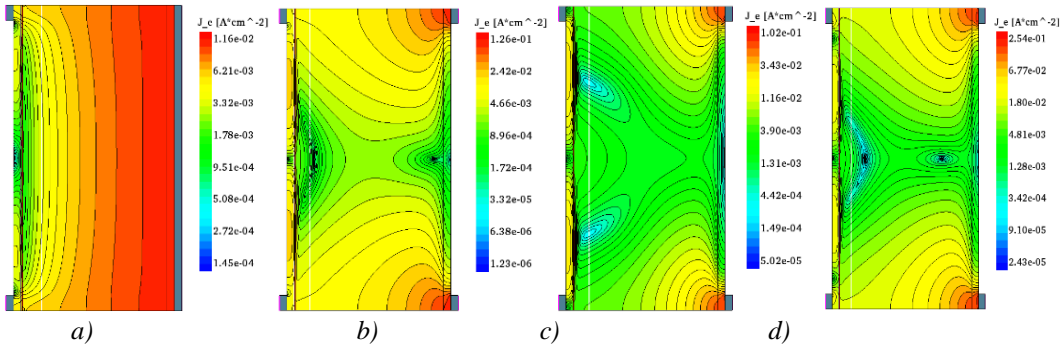 J_e [A*cm^-2]
1.16e-02
6.21e-03
3.32e-03
1.78e-03
9.51e-04
5.08e-04
2.72e-04
1.45e-04
J_e [A*cm^-2]
1.26e-01
2.42e-02
4.66e-03
8.96e-04
1.72e-04
3.32e-05
6.38e-06
1.23e-06
J_e [A*cm^-2]
1.02e-01
3.43e-02
1.16e-02
3.90e-03
1.31e-03
4.42e-04
1.49e-04
5.02e-05
J_e [A*cm^-2]
2.54e-01
6.77e-02
1.80e-02
4.81e-03
1.28e-03
3.42e-04
9.10e-05
2.43e-05
a) b) c) d)